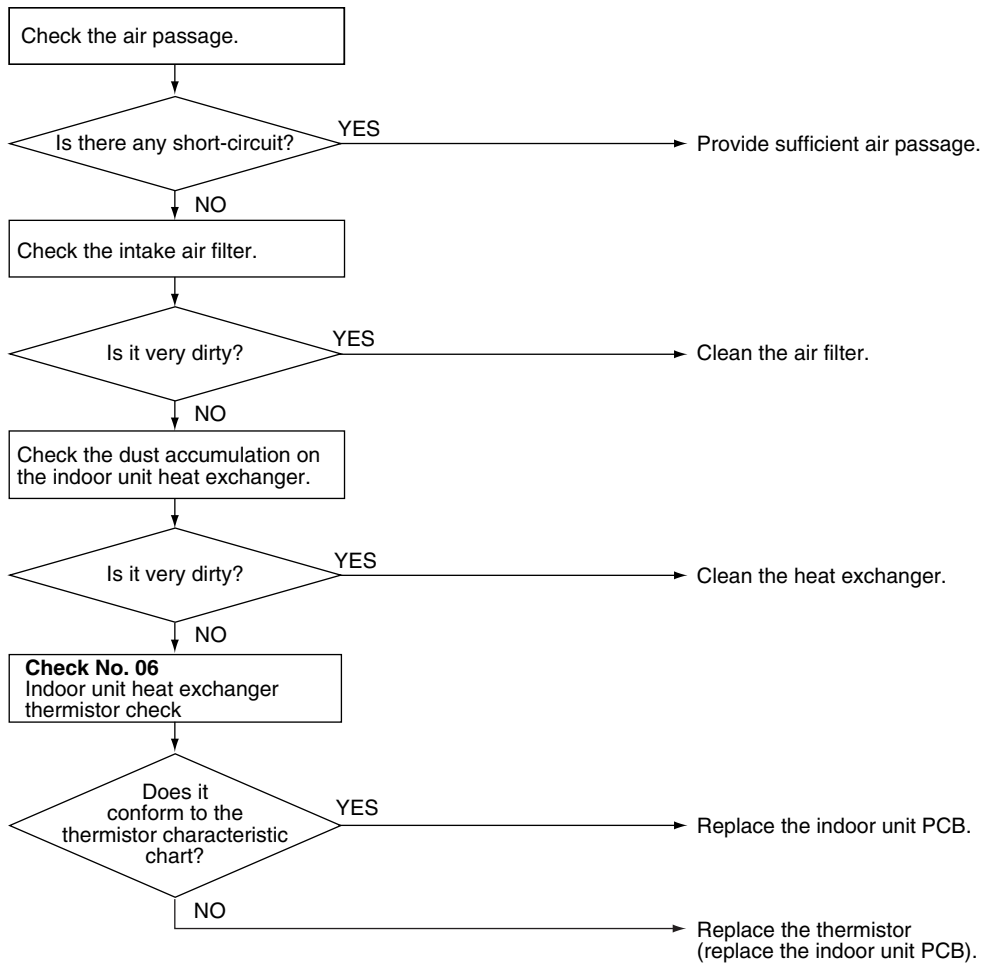 Check the air passage.
Is there any short-circuit?
YES
Provide sufficient air passage.
NO
Check the intake air filter.
Is it very dirty?
YES
Clean the air filter.
NO
Check the dust accumulation on
the indoor unit heat exchanger.
Is it very dirty?
YES
Clean the heat exchanger.
NO
Check No. 06
Indoor unit heat exchanger
thermistor check
Does it
conform to the
thermistor characteristic
chart?
YES
Replace the indoor unit PCB.
NO
Replace the thermistor
(replace the indoor unit PCB).